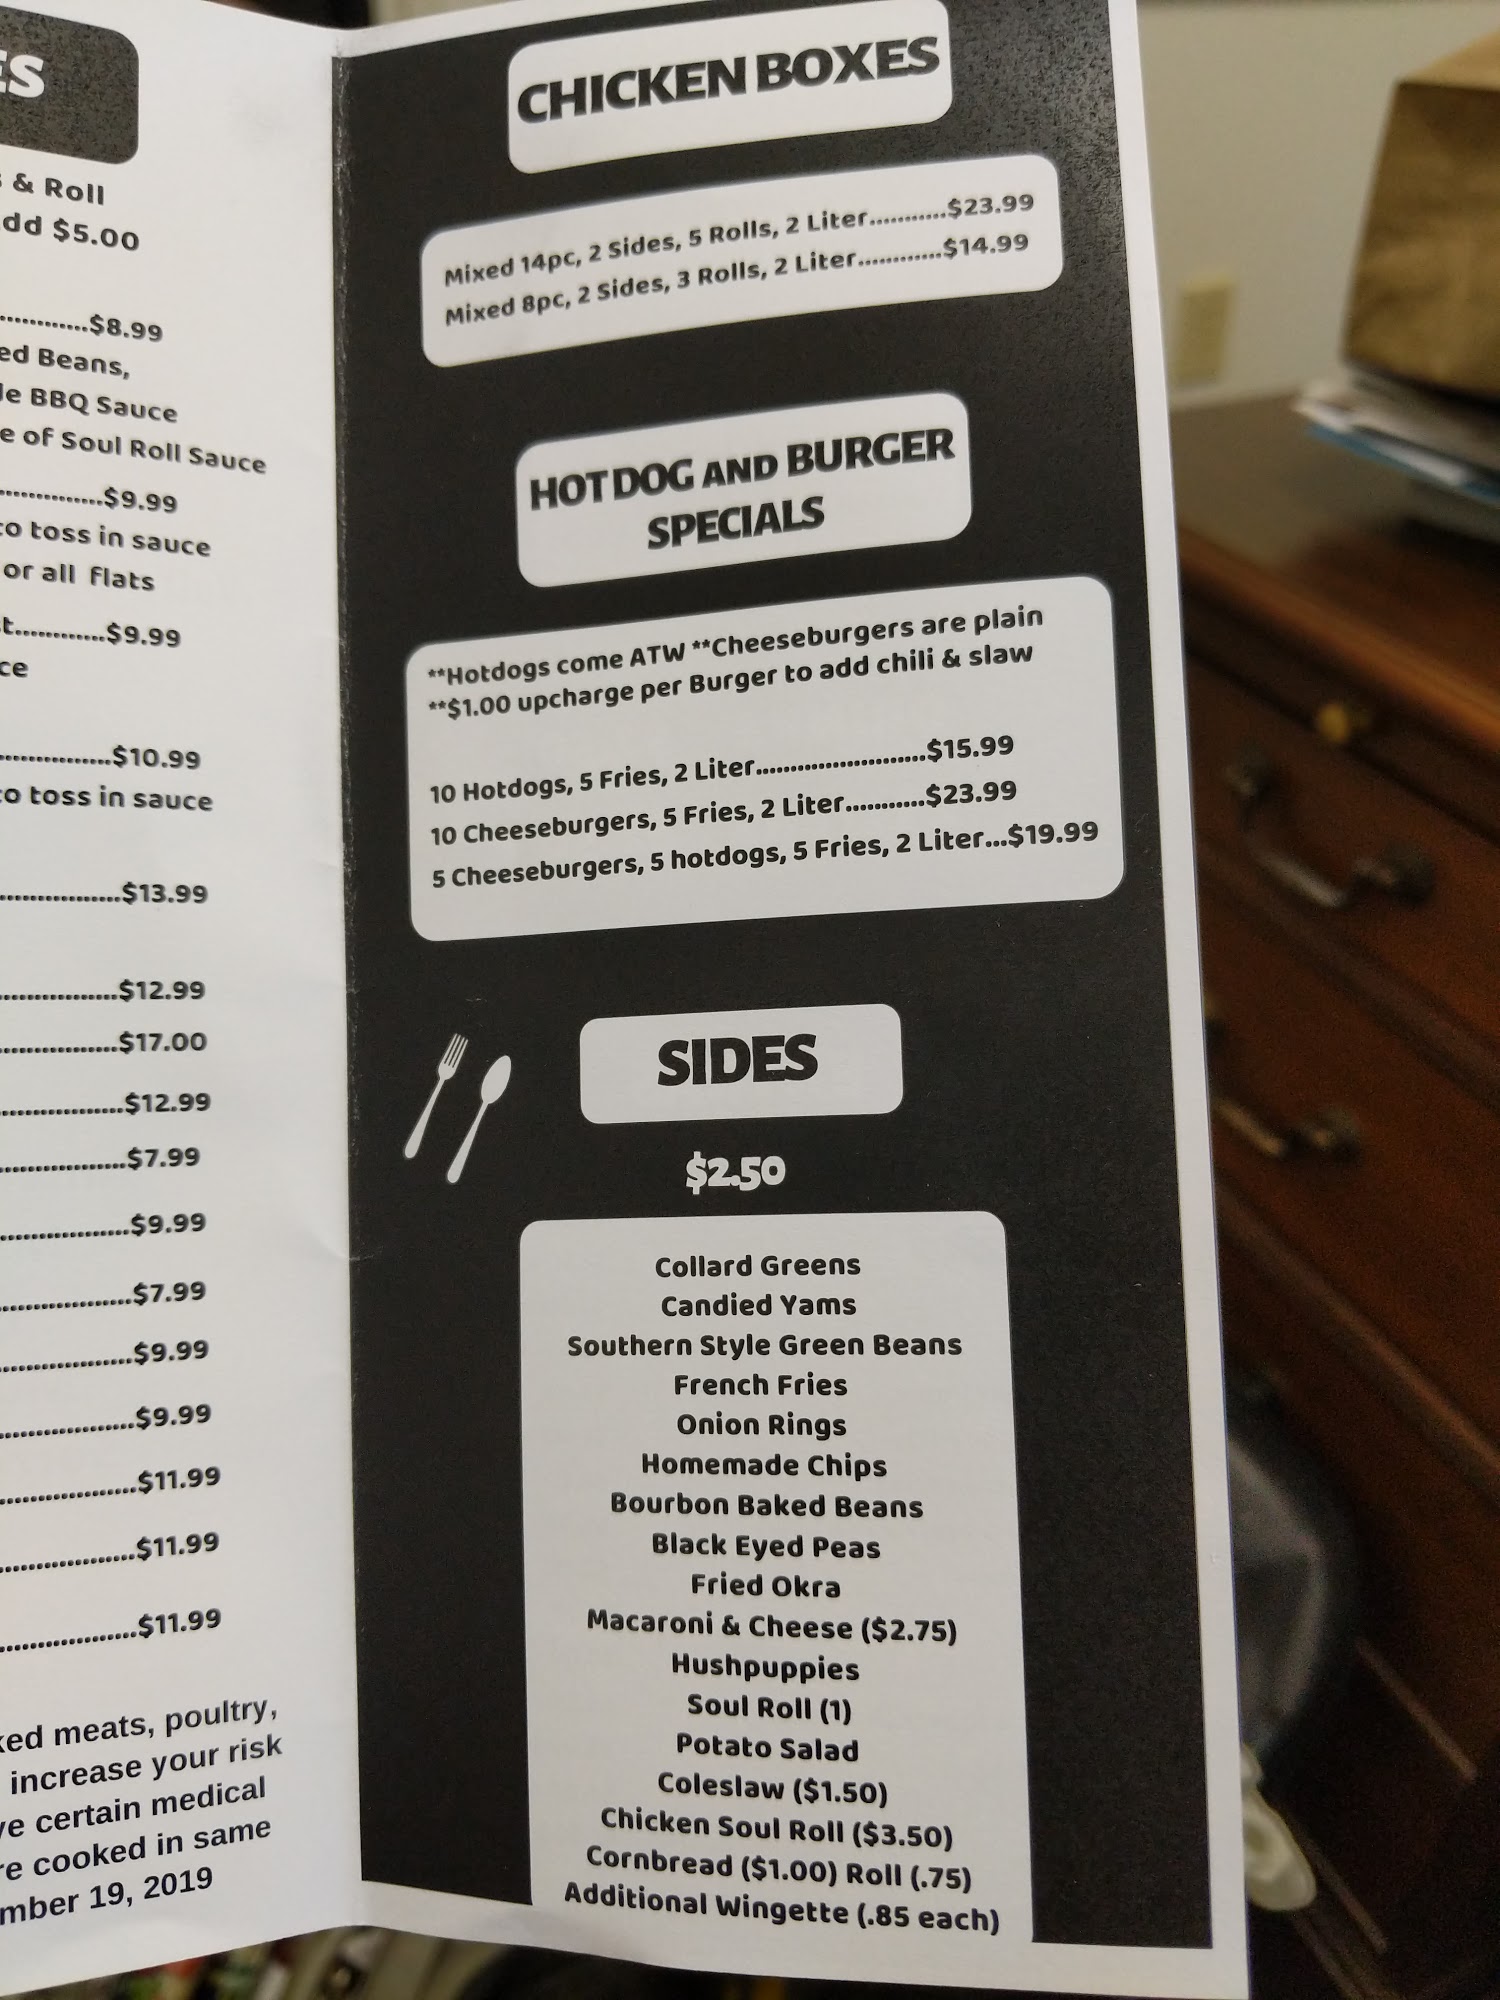 ES
& Roll
dd $5.00
.............$8.99
ed Beans,
le BBQ Sauce
e of Soul Roll Sauce
...............$9.99
to toss in sauce
or all flats
t.............$9.99
ce
................$10.99
to toss in sauce
.................$13.99
.................$12.99
.................$17.00
..................$12.99
..................$7.99
...................$9.99
...................$7.99
...................$9.99
...................$9.99
....................$11.99
....................$11.99
....................$11.99
ked meats, poultry,
increase your risk
ve certain medical
re cooked in same
mber 19, 2019
CHICKEN BOXES
Mixed 14pc, 2 Sides, 5 Rolls, 2 Liter...........$23.99
Mixed 8pc, 2 Sides, 3 Rolls, 2 Liter............$14.99
HOT DOG AND BURGER
SPECIALS
**Hotdogs come ATW **Cheeseburgers are plain
**$1.00 upcharge per Burger to add chili & slaw
10 Hotdogs, 5 Fries, 2 Liter.........................$15.99
10 Cheeseburgers, 5 Fries, 2 Liter...........$23.99
5 Cheeseburgers, 5 hotdogs, 5 Fries, 2 Liter...$19.99
SIDES
$2.50
Collard Greens
Candied Yams
Southern Style Green Beans
French Fries
Onion Rings
Homemade Chips
Bourbon Baked Beans
Black Eyed Peas
Fried Okra
Macaroni & Cheese ($2.75)
Hushpuppies
Soul Roll (1)
Potato Salad
Coleslaw ($1.50)
Chicken Soul Roll ($3.50)
Cornbread ($1.00) Roll (.75)
Additional Wingette (.85 each)